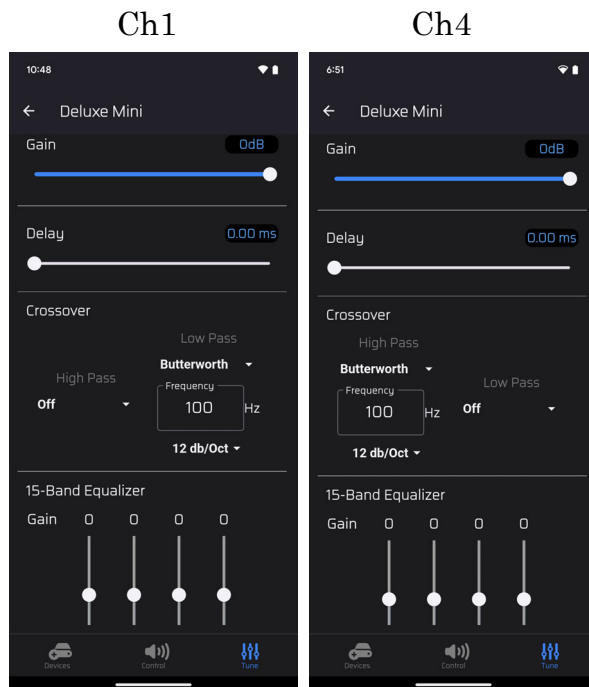 Ch1
10:48
Deluxe Mini
Gain 0dB
Delay 0.00 ms
Crossover
Low Pass
Butterworth
High Pass
Frequency
Off
100 Hz
12 db/Oct
15-Band Equalizer
Gain 0 0 0 0
Devices Control Tune
Ch4
6:51
Deluxe Mini
Gain 0dB
Delay 0.00 ms
Crossover
High Pass
Butterworth
Low Pass
Frequency
100 Hz
Off
12 db/Oct
15-Band Equalizer
Gain 0 0 0 0
Devices Control Tune